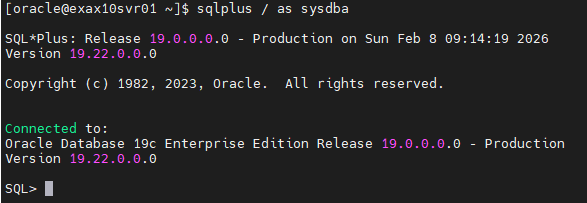 [oracle@exax10svr01 ~]$ sqlplus / as sysdba
SQL*Plus: Release 19.0.0.0.0 - Production on Sun Feb 8 09:14:19 2026
Version 19.22.0.0.0
Copyright (c) 1982, 2023, Oracle.  All rights reserved.
Connected to:
Oracle Database 19c Enterprise Edition Release 19.0.0.0.0 - Production
Version 19.22.0.0.0
SQL>